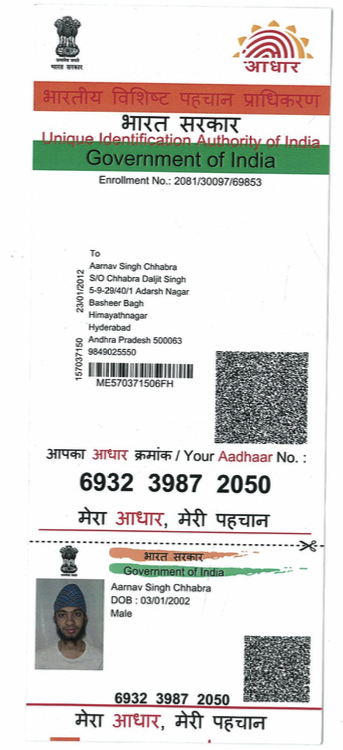 भारत सरकार
आधार
भारतीय विशिष्ट पहचान प्राधिकरण
भारत सरकार
Unique Identification Authority of India
Government of India
Enrollment No.: 2081/30097/69853
23/01/2012
157037150
To
Aarnav Singh Chhabra
S/O Chhabra Daljit Singh
5-9-29/40/1 Adarsh Nagar
Basheer Bagh
Himayathnagar
Hyderabad
Andhra Pradesh 500063
9849025550
ME570371506FH
आपका आधार क्रमांक / Your Aadhaar No. :
6932 3987 2050
मेरा आधार, मेरी पहचान
भारत सरकार
Government of India
Aarnav Singh Chhabra
DOB : 03/01/2002
Male
6932 3987 2050
मेरा आधार, मेरी पहचान